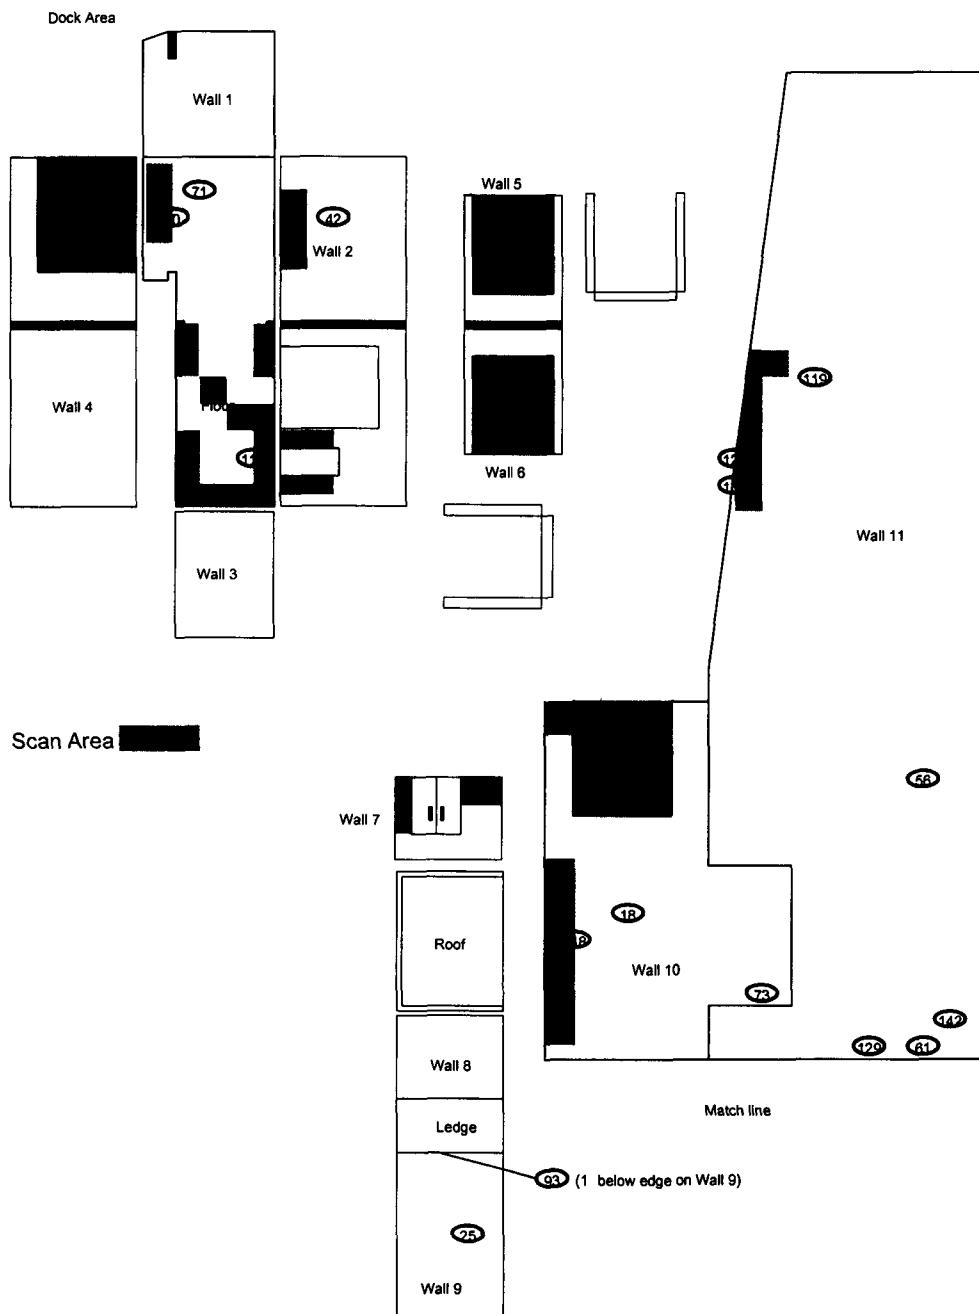 Dock Area
Wall 1
71
42
Wall 2
Wall 5
119
Wall 4
Wall 6
Wall 11
Wall 3
Scan Area
56
Wall 7
18
Roof
Wall 10
73
142
129
61
Wall 8
Match line
Ledge
93 (1 below edge on Wall 9)
25
Wall 9